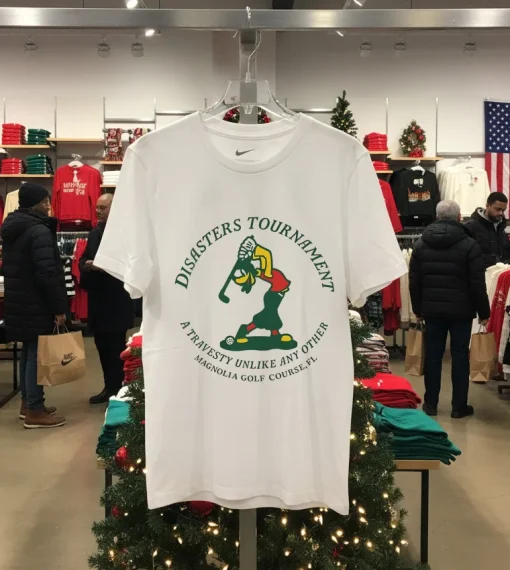 DISASTERS TOURNAMENT
A TRAVESTY UNLIKE ANY OTHER
MAGNOLIA GOLF COURSE, FL